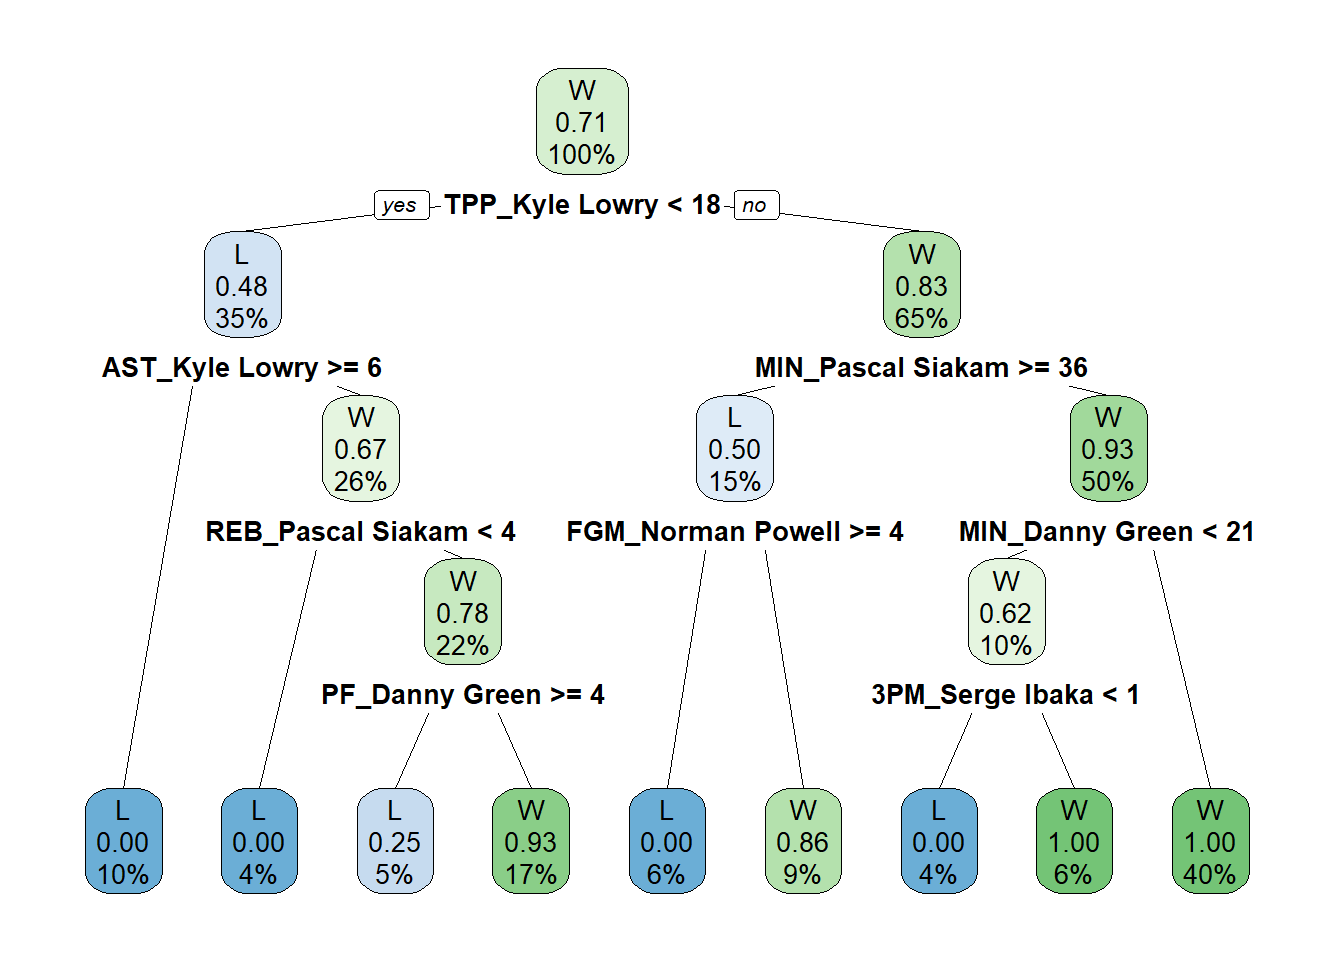 W
0.71
100%
yes
TPP_Kyle Lowry < 18
no
L
0.48
35%
W
0.83
65%
AST_Kyle Lowry >= 6
MIN_Pascal Siakam >= 36
W
0.67
26%
L
0.50
15%
W
0.93
50%
REB_Pascal Siakam < 4
FGM_Norman Powell >= 4
MIN_Danny Green < 21
W
0.78
22%
W
0.62
10%
PF_Danny Green >= 4
3PM_Serge Ibaka < 1
L
0.00
10%
L
0.00
4%
L
0.25
5%
W
0.93
17%
L
0.00
6%
W
0.86
9%
L
0.00
4%
W
1.00
6%
W
1.00
40%